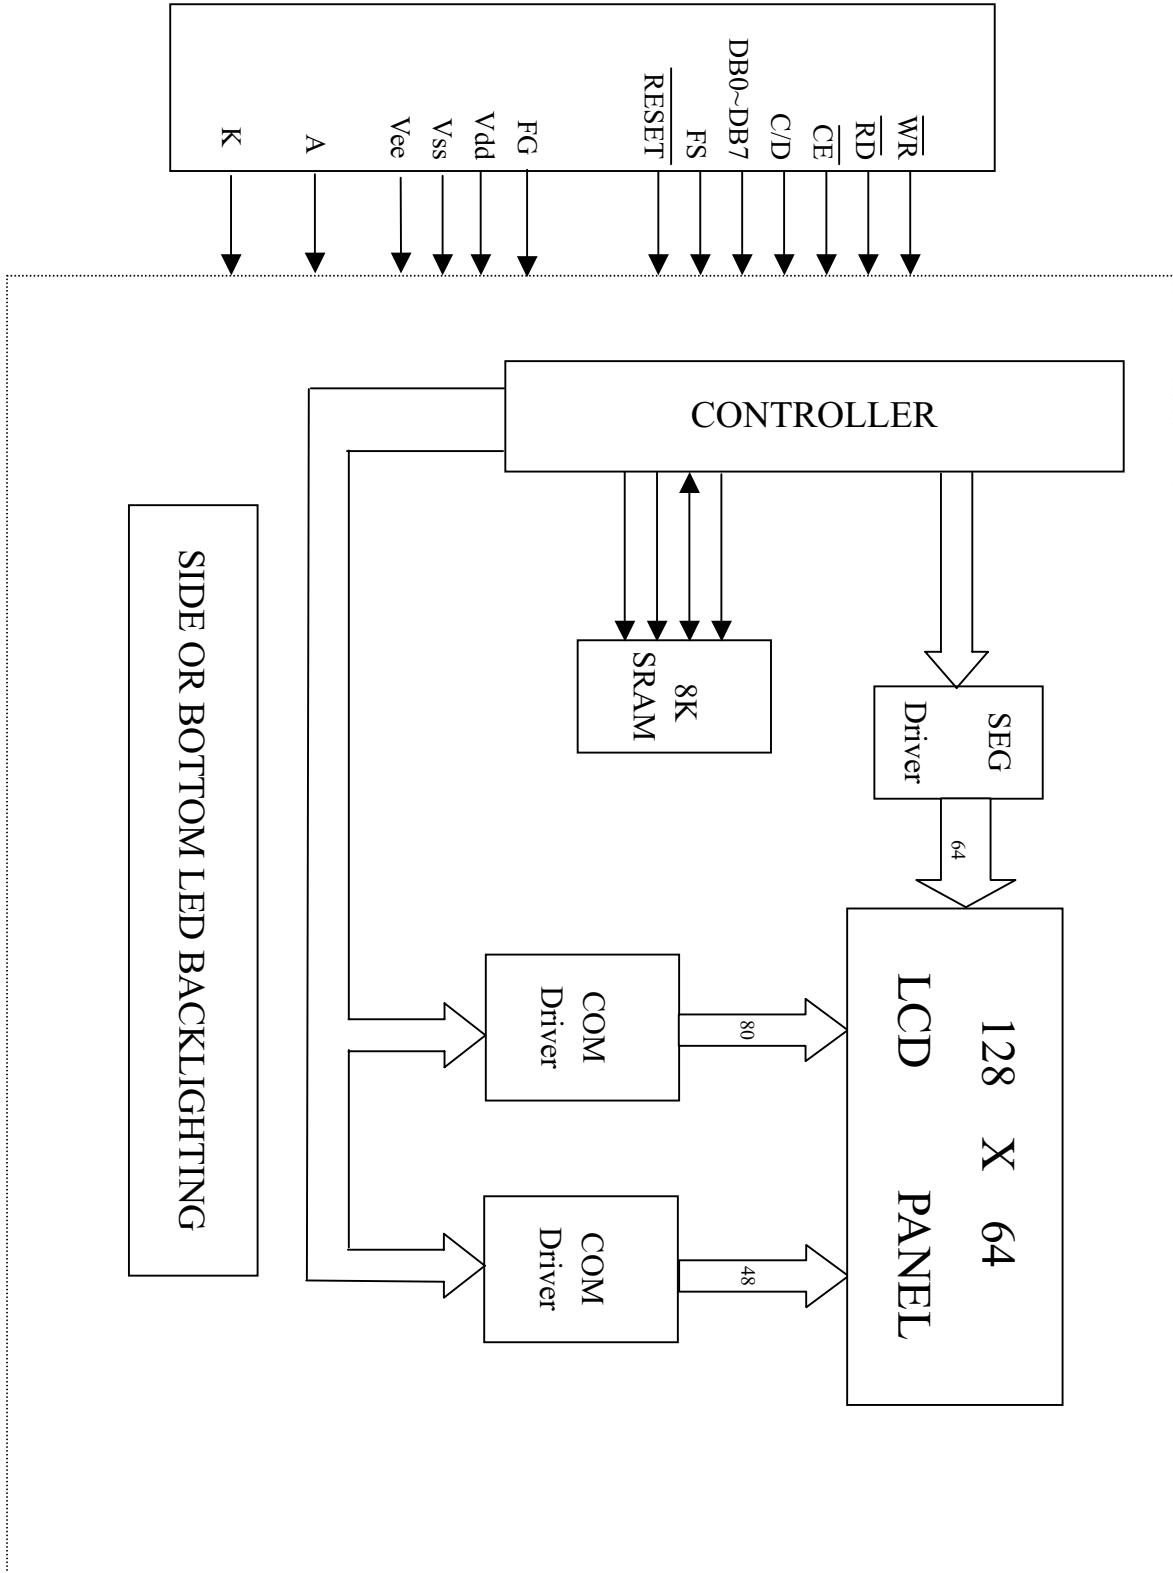 WR
RD
CE
C/D
DB0~DB7
FS
RESET
FG
Vdd
Vss
Vee
A
K
CONTROLLER
8K
SRAM
SEG
Driver
64
128 X 64
LCD PANEL
COM
Driver
80
COM
Driver
48
SIDE OR BOTTOM LED BACKLIGHTING